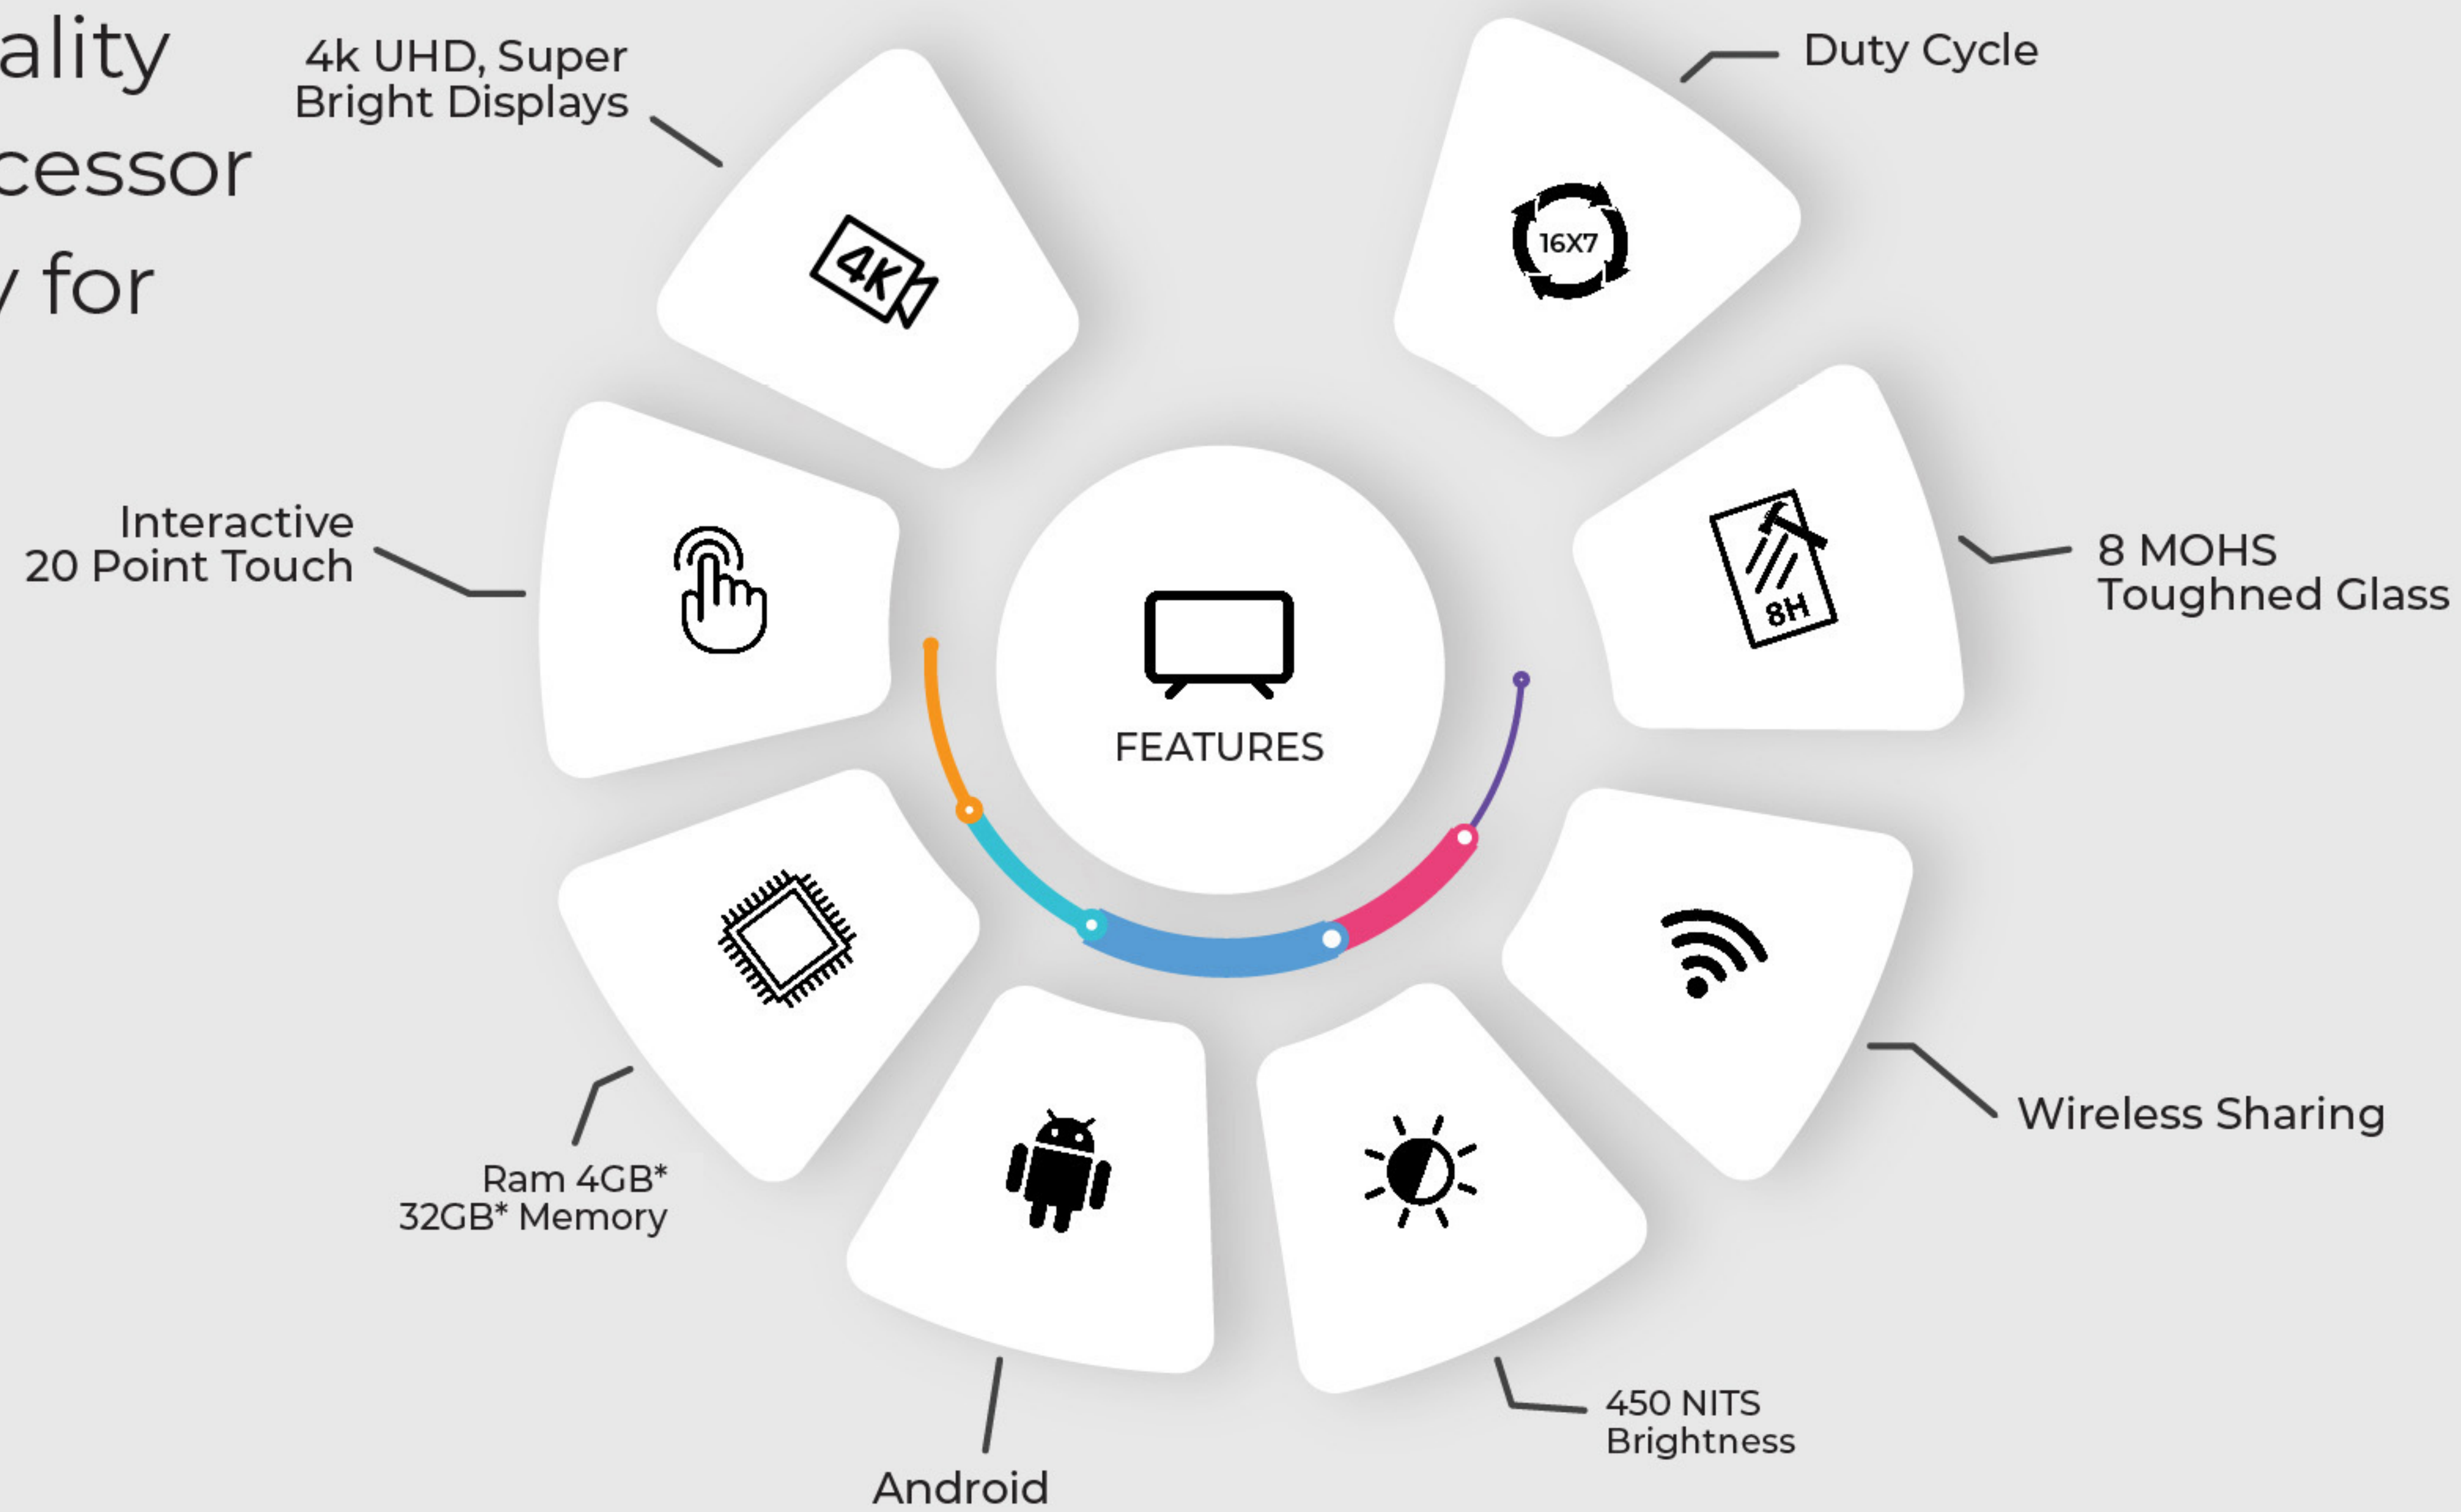 ality
cessor
y for
4k UHD, Super
Bright Displays
4K
Duty Cycle
16X7
Interactive
20 Point Touch
8 MOHS
Toughned Glass
8H
FEATURES
Wireless Sharing
Ram 4GB*
32GB* Memory
450 NITS
Brightness
Android